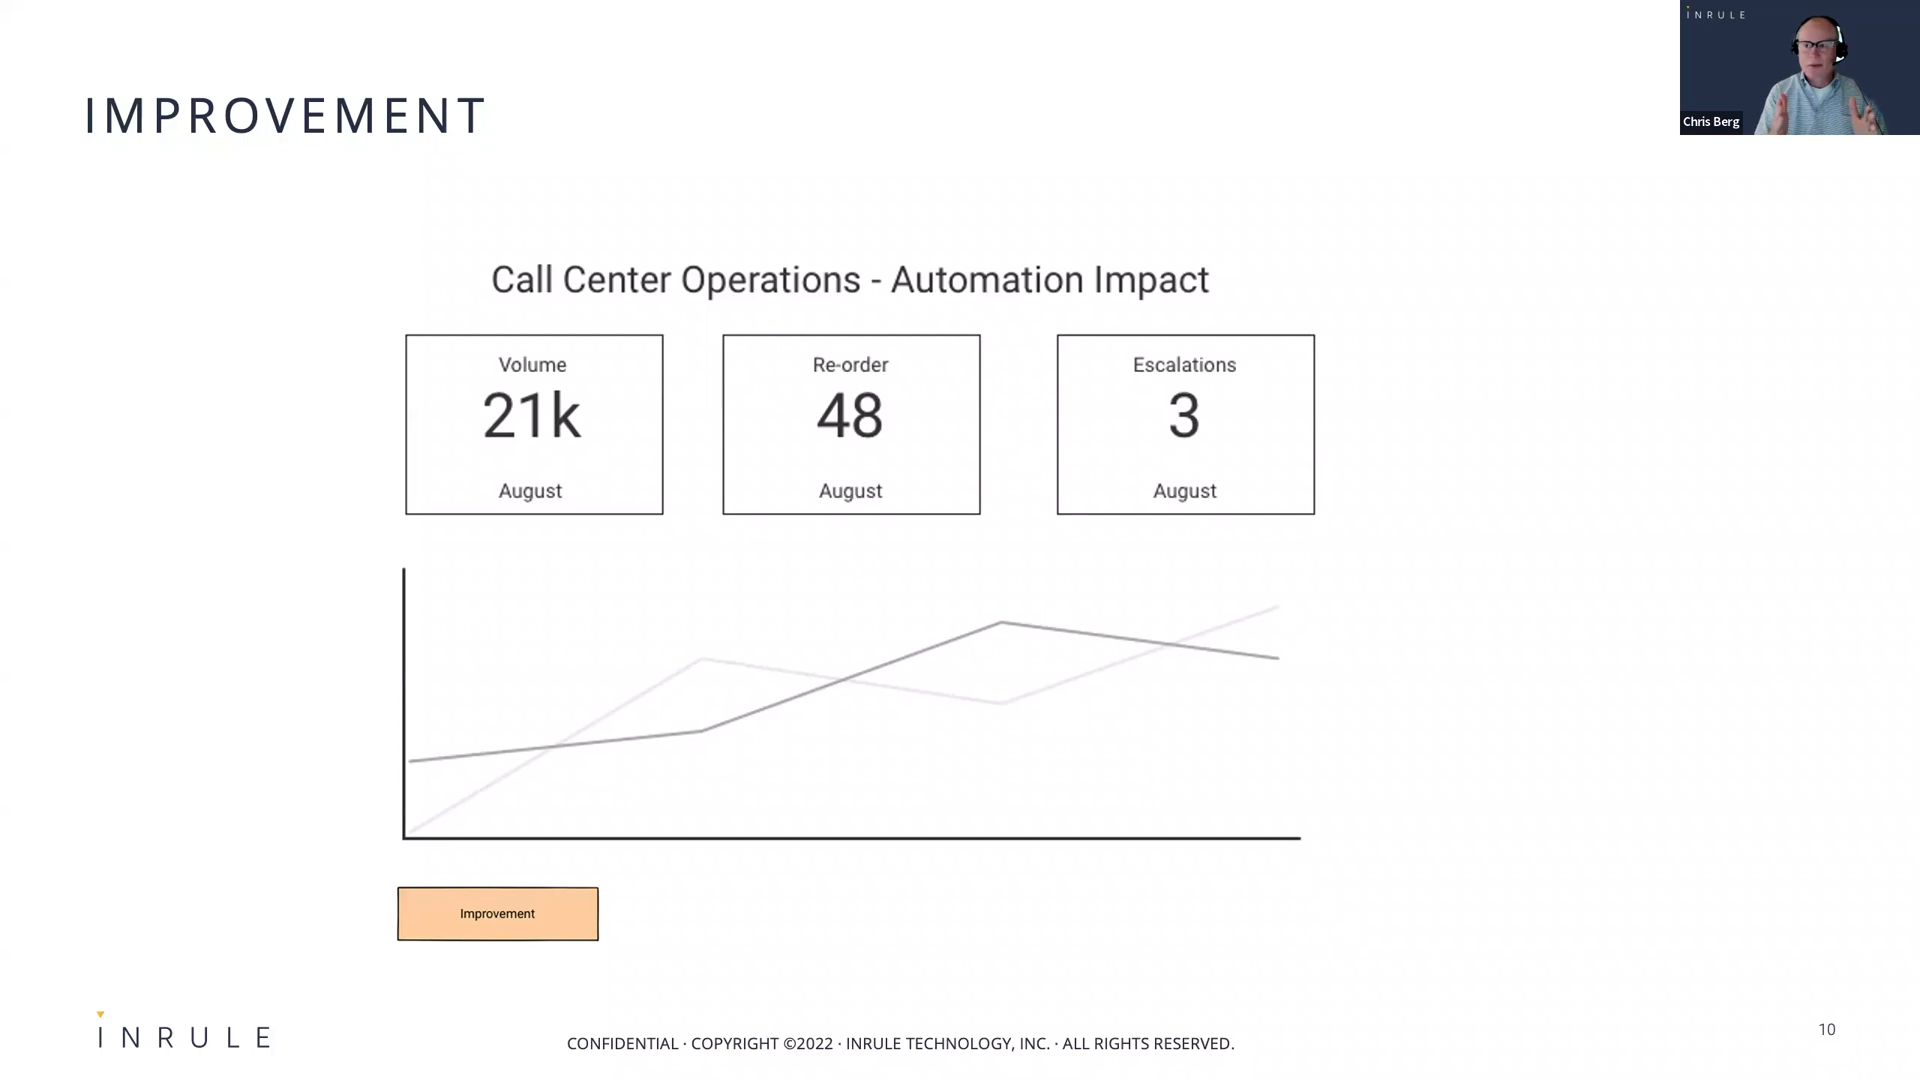 INRULE
Chris Berg
IMPROVEMENT
Call Center Operations - Automation Impact
Volume
21k
August
Re-order
48
August
Escalations
3
August
Improvement
INRULE
CONFIDENTIAL · COPYRIGHT ©2022 · INRULE TECHNOLOGY, INC. · ALL RIGHTS RESERVED.
10